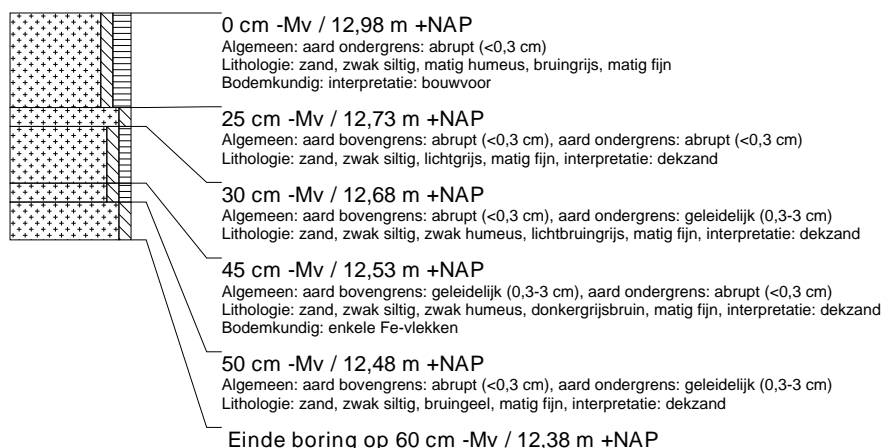 0 cm -Mv / 12,98 m +NAP
Algemeen: aard ondergrens: abrupt (<0,3 cm)
Lithologie: zand, zwak siltig, matig humeus, bruingrijs, matig fijn
Bodemkundig: interpretatie: bouwvoor
25 cm -Mv / 12,73 m +NAP
Algemeen: aard bovengrens: abrupt (<0,3 cm), aard ondergrens: abrupt (<0,3 cm)
Lithologie: zand, zwak siltig, lichtgrijs, matig fijn, interpretatie: dekzand
30 cm -Mv / 12,68 m +NAP
Algemeen: aard bovengrens: abrupt (<0,3 cm), aard ondergrens: geleidelijk (0,3-3 cm)
Lithologie: zand, zwak siltig, zwak humeus, lichtbruingrijs, matig fijn, interpretatie: dekzand
45 cm -Mv / 12,53 m +NAP
Algemeen: aard bovengrens: geleidelijk (0,3-3 cm), aard ondergrens: abrupt (<0,3 cm)
Lithologie: zand, zwak siltig, zwak humeus, donkergrijsbruin, matig fijn, interpretatie: dekzand
Bodemkundig: enkele Fe-vlekken
50 cm -Mv / 12,48 m +NAP
Algemeen: aard bovengrens: abrupt (<0,3 cm), aard ondergrens: geleidelijk (0,3-3 cm)
Lithologie: zand, zwak siltig, bruingeel, matig fijn, interpretatie: dekzand
Einde boring op 60 cm -Mv / 12,38 m +NAP